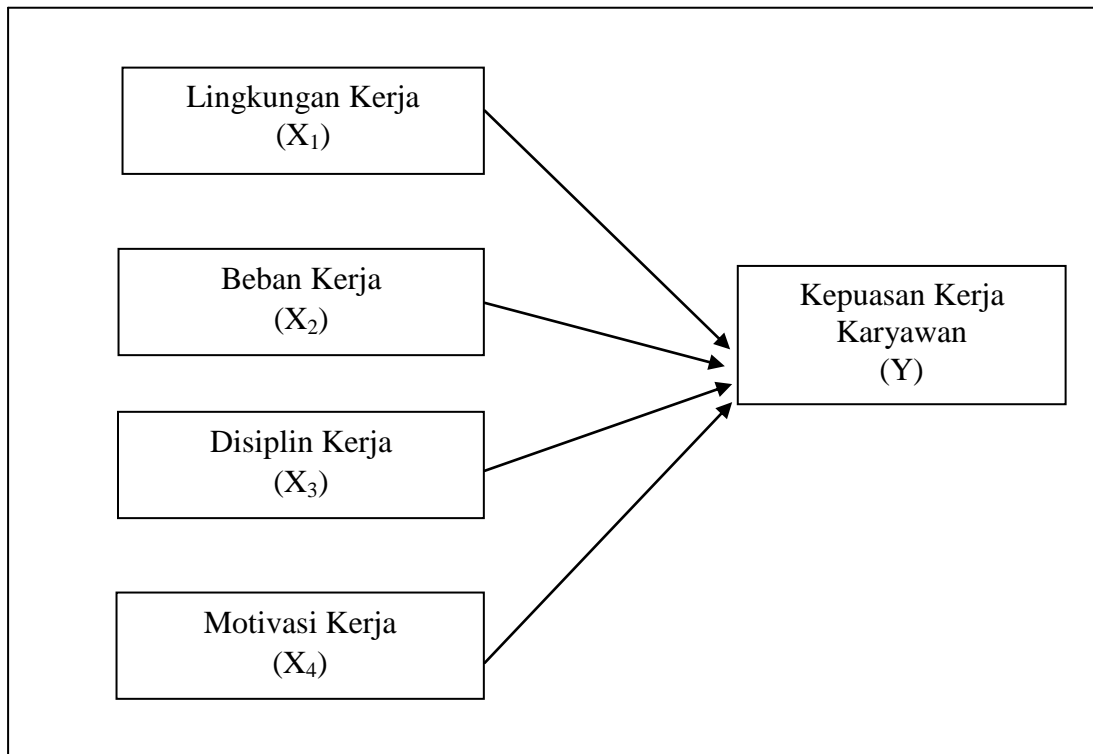 Lingkungan Kerja
(X₁)
Beban Kerja
(X₂)
Disiplin Kerja
(X₃)
Motivasi Kerja
(X₄)
Kepuasan Kerja
Karyawan
(Y)